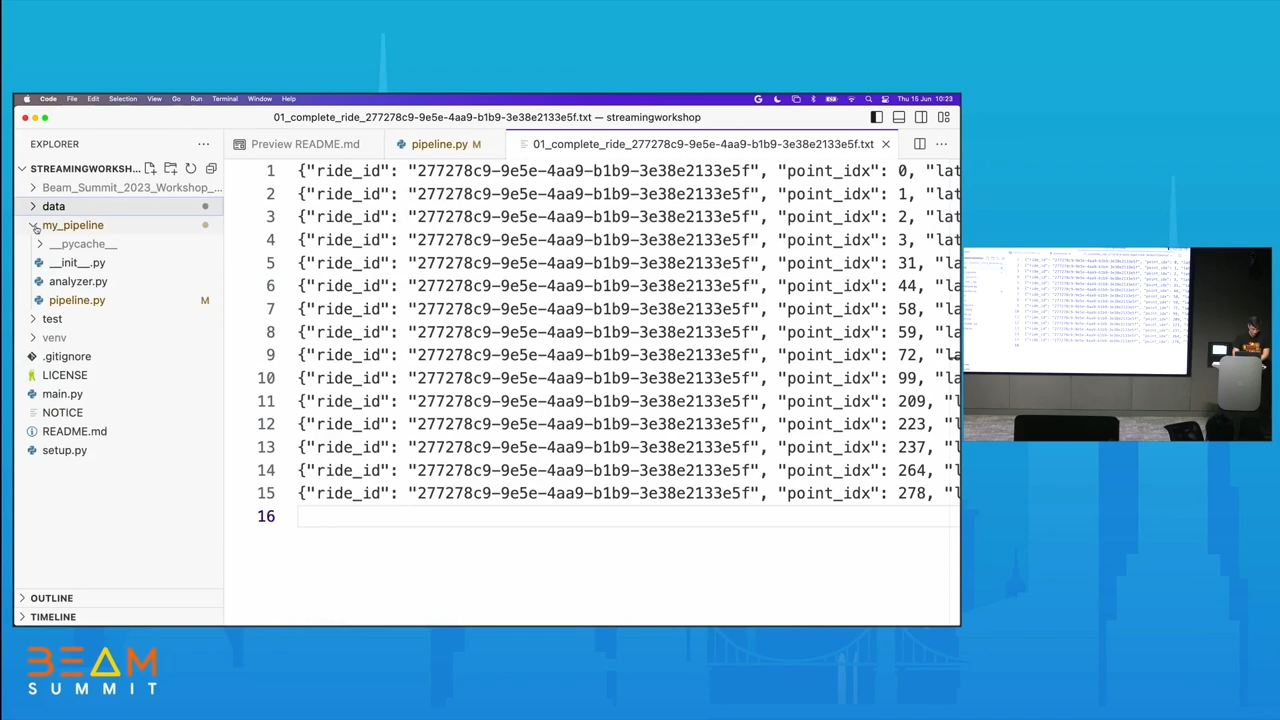 Code File Edit Selection View Go Run Terminal Window Help
Thu 15 Jun 10:23
01_complete_ride_277278c9-9e5e-4aa9-b1b9-3e38e2133e5f.txt — streamingworkshop
EXPLORER
Preview README.md
pipeline.py M
01_complete_ride_277278c9-9e5e-4aa9-b1b9-3e38e2133e5f.txt
STREAMINGWORKSH...
Beam_Summit_2023_Workshop_...
data
my_pipeline
__pycache__
__init__.py
analyzer.py
pipeline.py M
test
venv
.gitignore
LICENSE
main.py
NOTICE
README.md
setup.py
OUTLINE
TIMELINE
1 {"ride_id": "277278c9-9e5e-4aa9-b1b9-3e38e2133e5f", "point_idx": 0, "lat
2 {"ride_id": "277278c9-9e5e-4aa9-b1b9-3e38e2133e5f", "point_idx": 1, "lat
3 {"ride_id": "277278c9-9e5e-4aa9-b1b9-3e38e2133e5f", "point_idx": 2, "lat
4 {"ride_id": "277278c9-9e5e-4aa9-b1b9-3e38e2133e5f", "point_idx": 3, "lat
5 {"ride_id": "277278c9-9e5e-4aa9-b1b9-3e38e2133e5f", "point_idx": 31, "la
6 {"ride_id": "277278c9-9e5e-4aa9-b1b9-3e38e2133e5f", "point_idx": 44, "la
7 {"ride_id": "277278c9-9e5e-4aa9-b1b9-3e38e2133e5f", "point_idx": 48, "la
8 {"ride_id": "277278c9-9e5e-4aa9-b1b9-3e38e2133e5f", "point_idx": 59, "la
9 {"ride_id": "277278c9-9e5e-4aa9-b1b9-3e38e2133e5f", "point_idx": 72, "la
10 {"ride_id": "277278c9-9e5e-4aa9-b1b9-3e38e2133e5f", "point_idx": 99, "la
11 {"ride_id": "277278c9-9e5e-4aa9-b1b9-3e38e2133e5f", "point_idx": 209, "l
12 {"ride_id": "277278c9-9e5e-4aa9-b1b9-3e38e2133e5f", "point_idx": 223, "l
13 {"ride_id": "277278c9-9e5e-4aa9-b1b9-3e38e2133e5f", "point_idx": 237, "l
14 {"ride_id": "277278c9-9e5e-4aa9-b1b9-3e38e2133e5f", "point_idx": 264, "l
15 {"ride_id": "277278c9-9e5e-4aa9-b1b9-3e38e2133e5f", "point_idx": 278, "l
16
BEAM
SUMMIT